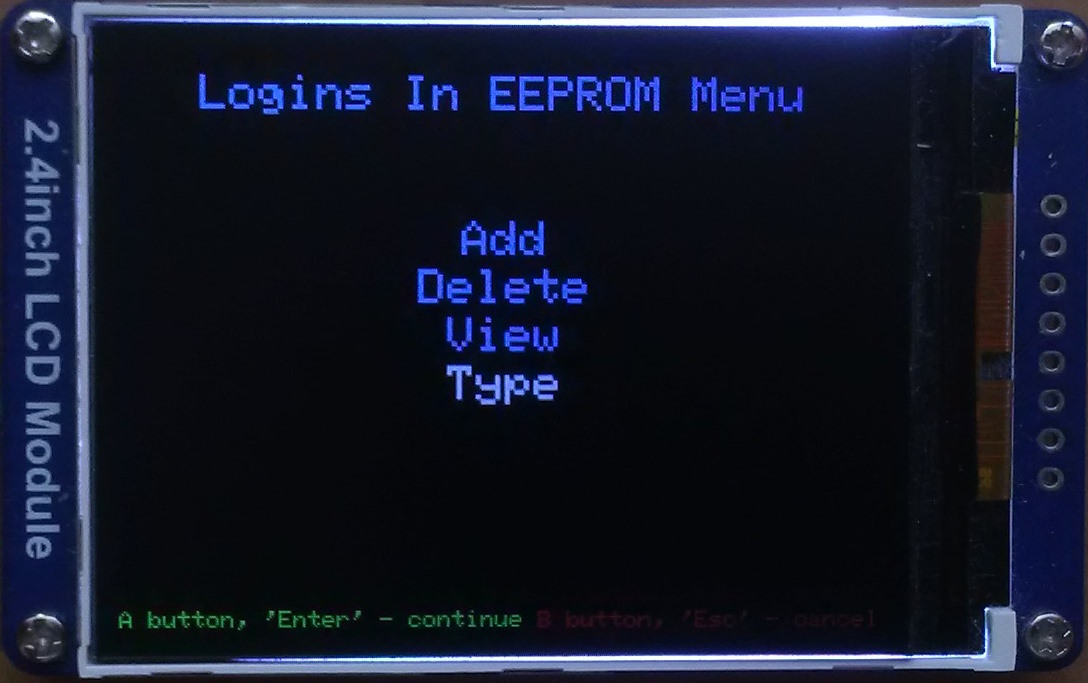 Logins In EEPROM Menu
Add
Delete
View
Type
A button, 'Enter' - continue B button, 'Esc' - cancel
2.4inch LCD Module